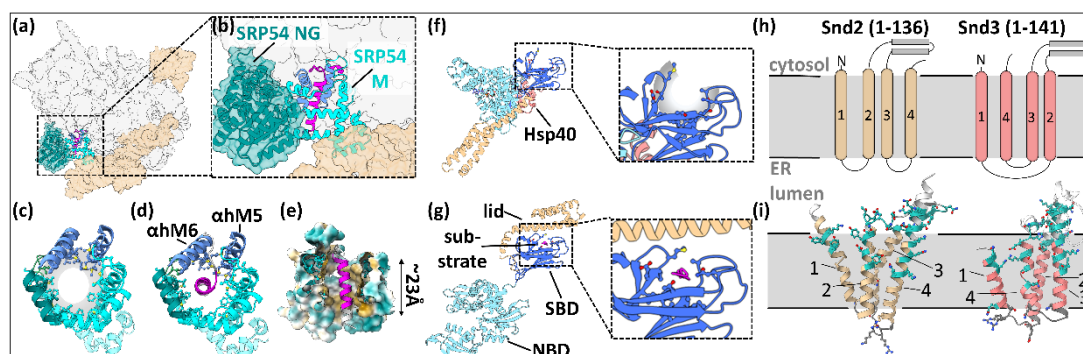 (a)
(b)
SRP54 NG
SRP54
M
(c)
(d)
(e)
αhM6
αhM5
~23Å
(f)
Hsp40
(g)
lid
sub-
strate
SBD
NBD
(h)
Snd2 (1-136)
Snd3 (1-141)
cytosol
N
N
1
2
3
4
1
4
3
2
ER
lumen
(i)
1
2
3
4
1
4